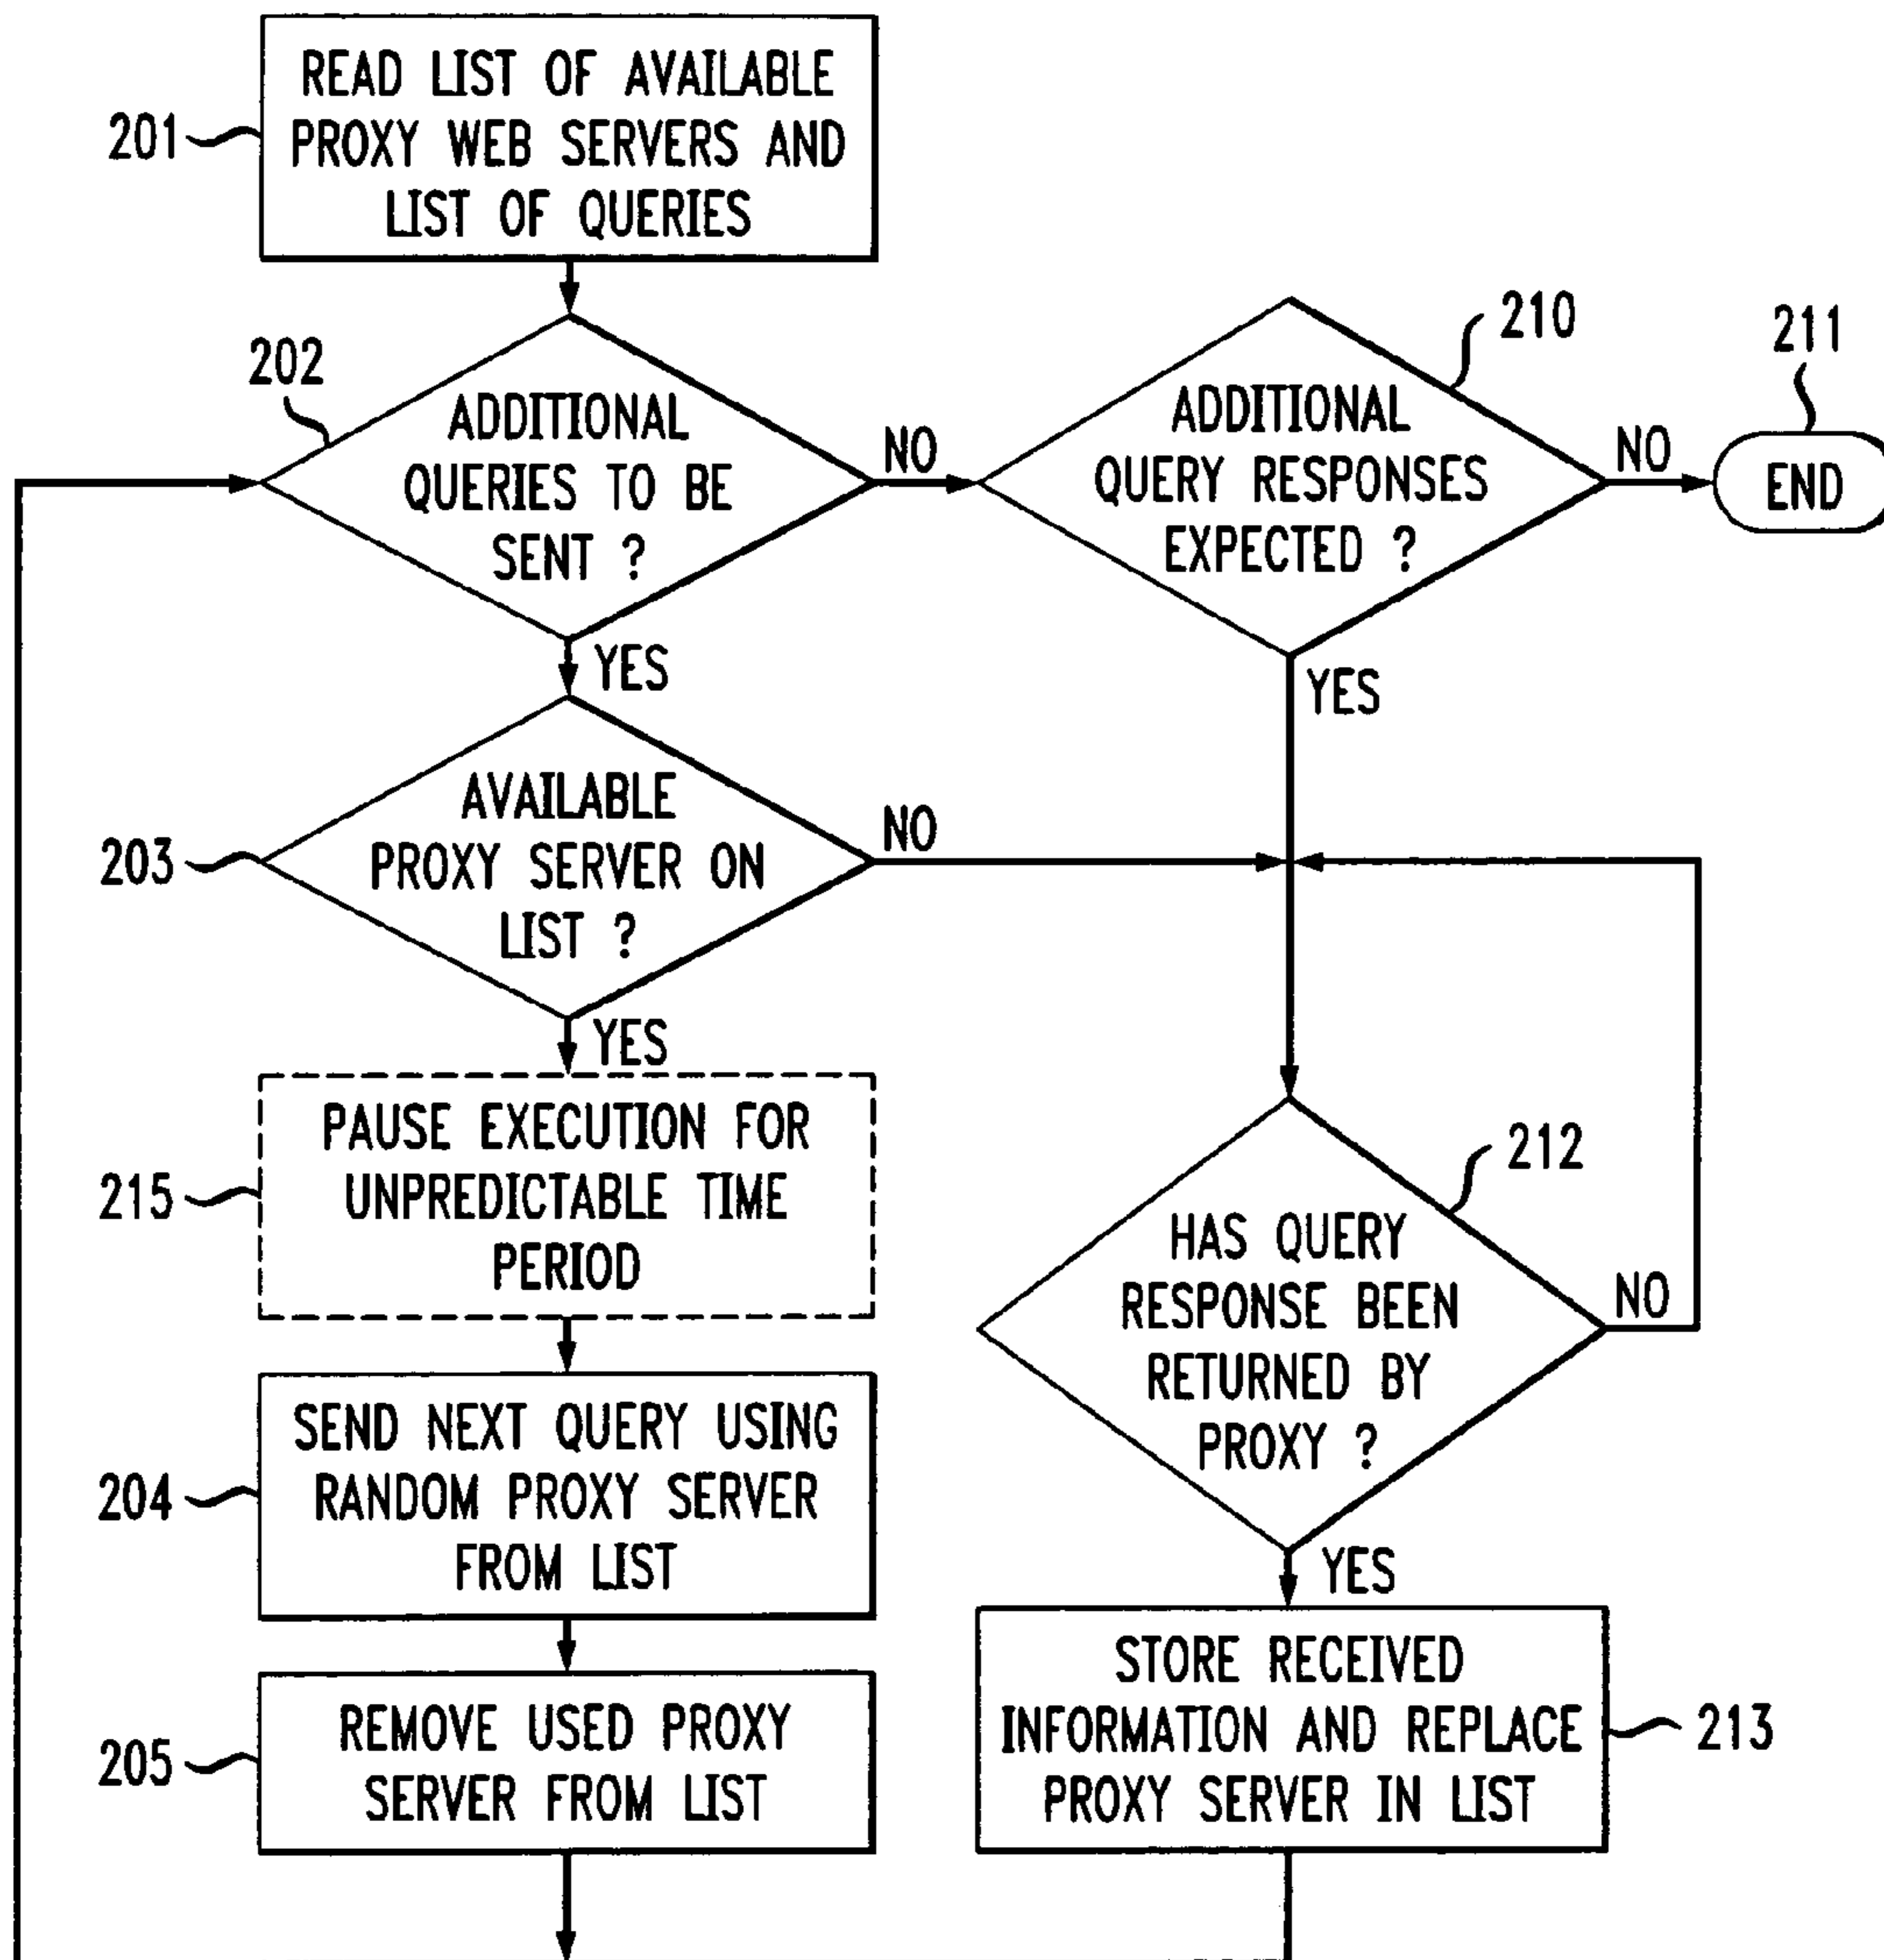 READ LIST OF AVAILABLE
PROXY WEB SERVERS AND
LIST OF QUERIES
201
202
ADDITIONAL
QUERIES TO BE
SENT ?
NO
YES
210
ADDITIONAL
QUERY RESPONSES
EXPECTED ?
NO
YES
211
END
203
AVAILABLE
PROXY SERVER ON
LIST ?
NO
YES
215
PAUSE EXECUTION FOR
UNPREDICTABLE TIME
PERIOD
212
HAS QUERY
RESPONSE BEEN
RETURNED BY
PROXY ?
NO
YES
204
SEND NEXT QUERY USING
RANDOM PROXY SERVER
FROM LIST
205
REMOVE USED PROXY
SERVER FROM LIST
STORE RECEIVED
INFORMATION AND REPLACE
PROXY SERVER IN LIST
213